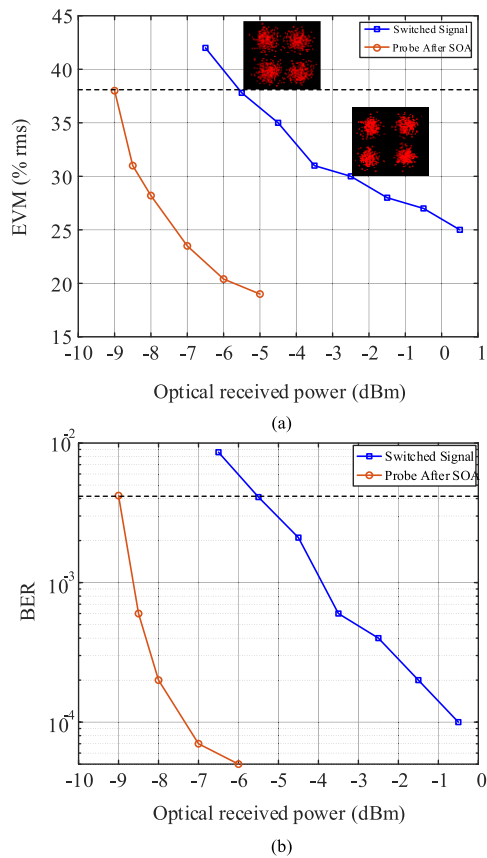 45
40
35
30
25
20
15
EVM (% rms)
Switched Signal
Probe After SOA
-10 -9 -8 -7 -6 -5 -4 -3 -2 -1 0 1
Optical received power (dBm)
(a)
10-2
10-3
10-4
BER
Switched Signal
Probe After SOA
-10 -9 -8 -7 -6 -5 -4 -3 -2 -1 0
Optical received power (dBm)
(b)